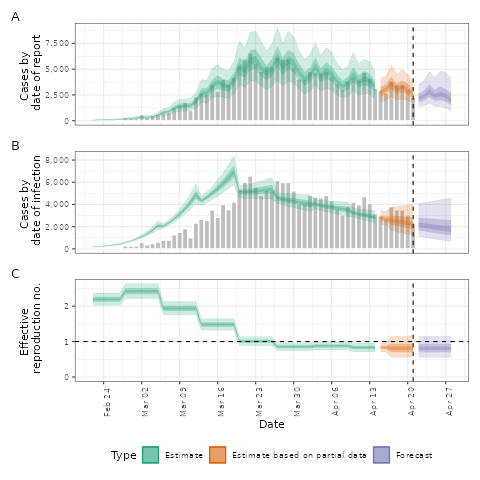 A
Cases by
date of report
7,500
5,000
2,500
0
B
Cases by
date of infection
8,000
6,000
4,000
2,000
0
C
Effective
reproduction no.
2
1
0
Feb 24
Mar 02
Mar 09
Mar 16
Mar 23
Mar 30
Apr 06
Apr 13
Apr 20
Apr 27
Date
Type
Estimate
Estimate based on partial data
Forecast